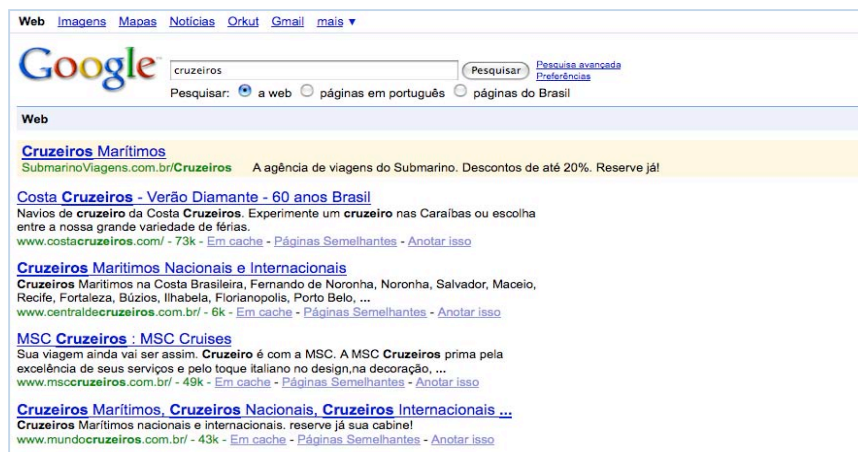 Web Imagens Mapas Notícias Orkut Gmail mais ▼
Google
cruzeiros Pesquisar Pesquisa avançada
Preferências
Pesquisar: a web páginas em português páginas do Brasil
Web
Cruzeiros Marítimos
SubmarinoViagens.com.br/Cruzeiros A agência de viagens do Submarino. Descontos de até 20%. Reserve já!
Costa Cruzeiros - Verão Diamante - 60 anos Brasil
Navios de cruzeiro da Costa Cruzeiros. Experimente um cruzeiro nas Caraíbas ou escolha
entre a nossa grande variedade de férias.
www.costacruzeiros.com/ - 73k - Em cache - Páginas Semelhantes - Anotar isso
Cruzeiros Maritimos Nacionais e Internacionais
Cruzeiros Maritimos na Costa Brasileira, Fernando de Noronha, Noronha, Salvador, Maceio,
Recife, Fortaleza, Búzios, Ilhabela, Florianopolis, Porto Belo, ...
www.centraldecruzeiros.com.br/ - 6k - Em cache - Páginas Semelhantes - Anotar isso
MSC Cruzeiros : MSC Cruises
Sua viagem ainda vai ser assim. Cruzeiro é com a MSC. A MSC Cruzeiros prima pela
excelência de seus serviços e pelo toque italiano no design,na decoração, ...
www.msccruzeiros.com.br/ - 49k - Em cache - Páginas Semelhantes - Anotar isso
Cruzeiros Marítimos, Cruzeiros Nacionais, Cruzeiros Internacionais ...
Cruzeiros Marítimos nacionais e internacionais. reserve já sua cabine!
www.mundocruzeiros.com.br/ - 43k - Em cache - Páginas Semelhantes - Anotar isso